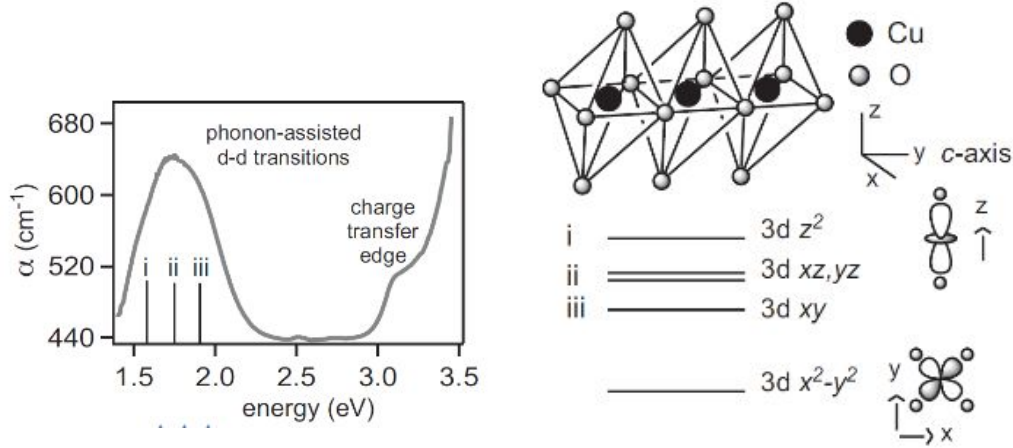 680
600
520
440
α (cm⁻¹)
phonon-assisted
d-d transitions
charge
transfer
edge
i ii iii
1.5 2.0 2.5 3.0 3.5
energy (eV)
Cu
O
z
y c-axis
x
i 3d z²
ii 3d xz,yz
iii 3d xy
3d x²-y²
z
y
x